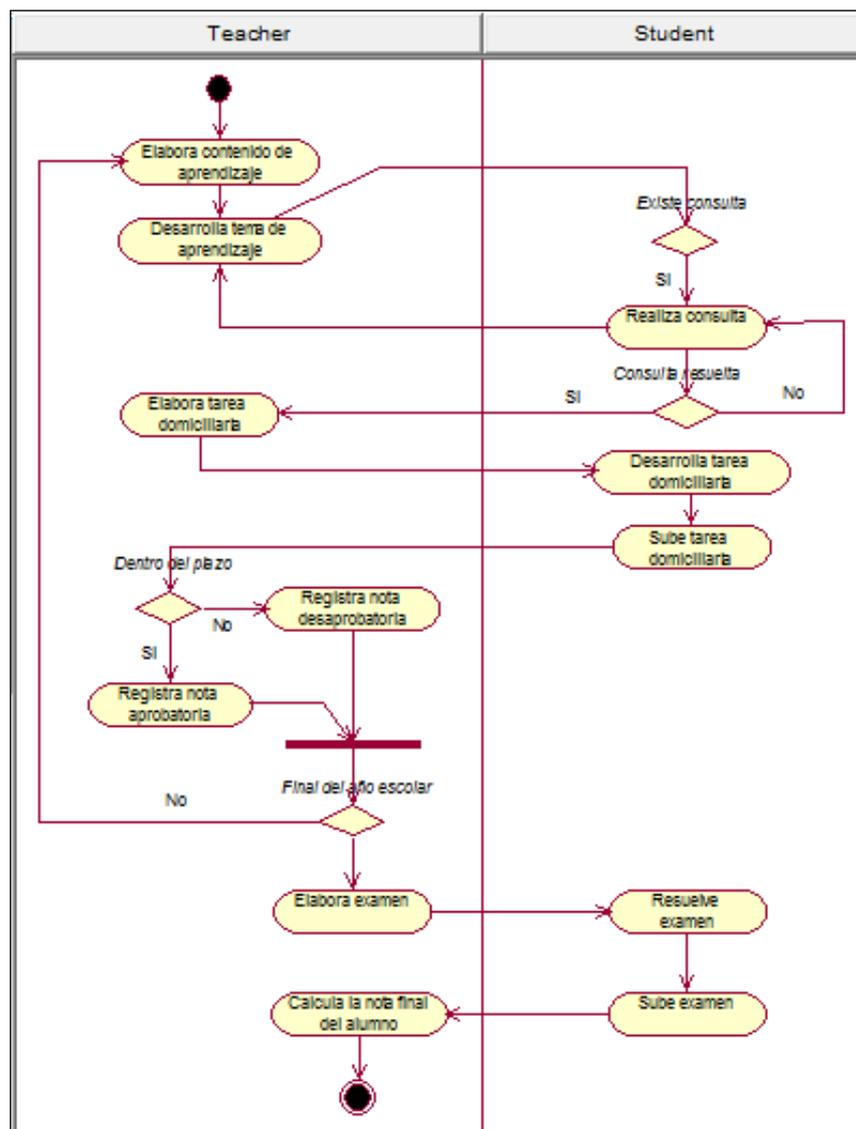 Teacher
Student
Elabora contenido de
aprendizaje
Desarrolla tema de
aprendizaje
Existe consulta
SI
Realiza consulta
Consulta resuelta
SI
No
Elabora tarea
domiciliaria
Desarrolla tarea
domiciliaria
Sube tarea
domiciliaria
Dentro del plazo
No
Registra nota
desaprobatoria
SI
Registra nota
aprobatoria
Final del año escolar
No
Elabora examen
Resuelve
examen
Calcula la nota final
del alumno
Sube examen